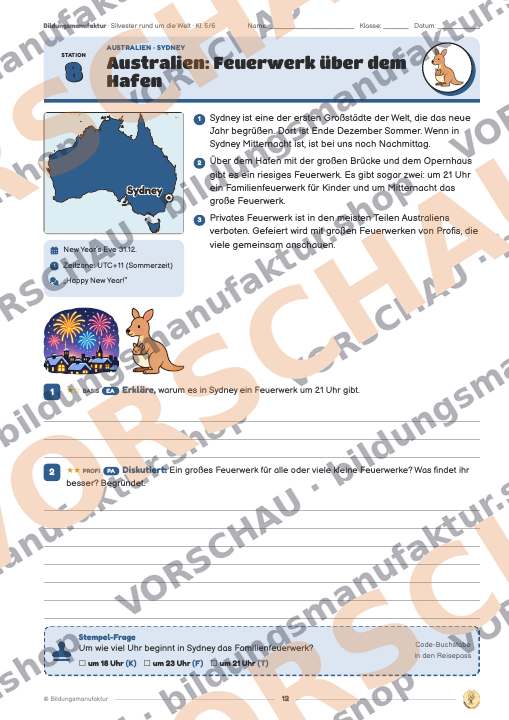 Bildungsmanufaktur · Silvester rund um die Welt · Kl. 5/6 Name: Klasse: Datum:
STATION
8
AUSTRALIEN · SYDNEY
Australien: Feuerwerk über dem
Hafen
Sydney
New Year's Eve 31.12.
Zeitzone: UTC+11 (Sommerzeit)
„Happy New Year!"
1 Sydney ist eine der ersten Großstädte der Welt, die das neue
Jahr begrüßen. Dort ist Ende Dezember Sommer. Wenn in
Sydney Mitternacht ist, ist bei uns noch Nachmittag.
2 Über dem Hafen mit der großen Brücke und dem Opernhaus
gibt es ein riesiges Feuerwerk. Es gibt sogar zwei: um 21 Uhr
ein Familienfeuerwerk für Kinder und um Mitternacht das
große Feuerwerk.
3 Privates Feuerwerk ist in den meisten Teilen Australiens
verboten. Gefeiert wird mit großen Feuerwerken von Profis, die
viele gemeinsam anschauen.
1 BASIS EA Erkläre, warum es in Sydney ein Feuerwerk um 21 Uhr gibt.
2 PROFI PA Diskutiert: Ein großes Feuerwerk für alle oder viele kleine Feuerwerke? Was findet ihr
besser? Begründet.
Stempel-Frage
Um wie viel Uhr beginnt in Sydney das Familienfeuerwerk?
☐ um 18 Uhr (K) ☐ um 23 Uhr (F) ☐ um 21 Uhr (T)
Code-Buchstabe
in den Reisepass
© Bildungsmanufaktur
12
VORSCHAU · bildungsmanufaktur.shop
VORSCHAU